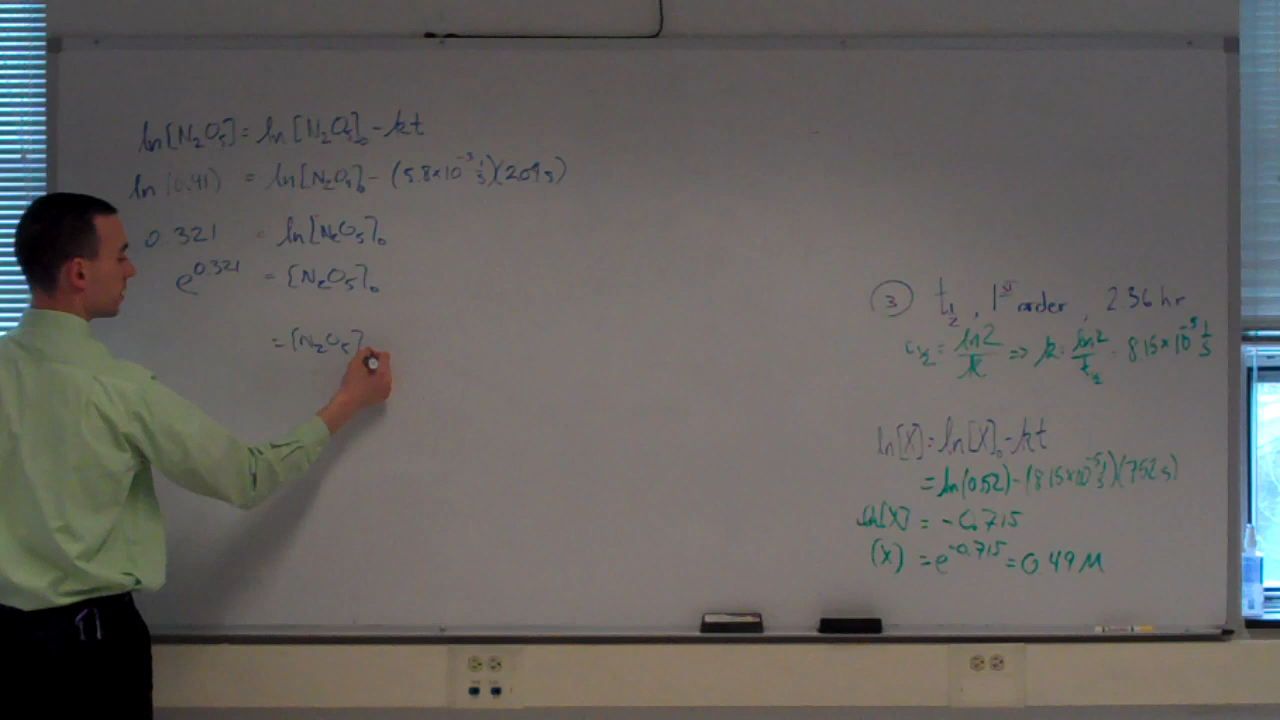 ln[N₂O₅] = ln[N₂O₅]₀ - kt
ln(0.41) = ln[N₂O₅]₀ - (5.8×10⁻³ 1/s)(209 s)
0.321 = ln[N₂O₅]₀
e^0.321 = [N₂O₅]₀
= [N₂O₅]
③ t½, 1st order, 2.36 hr
t½ = ln2/k ⇒ k = ln2/t½ = 8.15×10⁻⁵ 1/s
ln[X] = ln[X]₀ - kt
= ln(0.52) - (8.15×10⁻⁵ 1/s)(752 s)
ln[X] = -0.715
[X] = e^-0.715 = 0.49 M